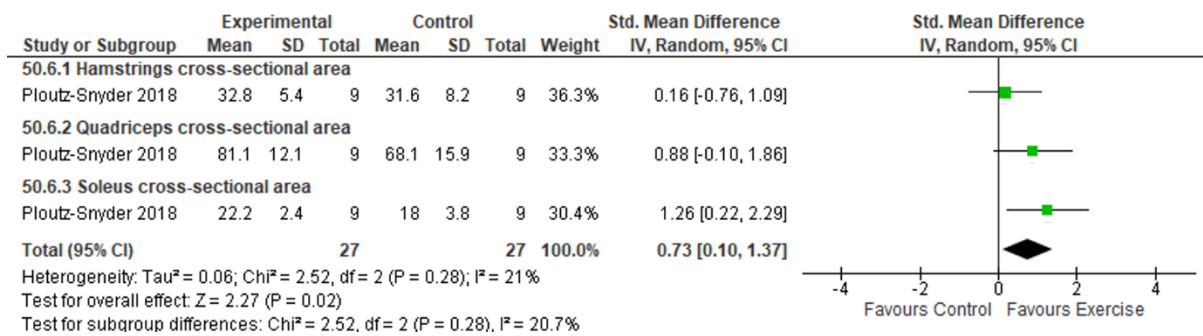 Experimental Control Std. Mean Difference Std. Mean Difference
Study or Subgroup Mean SD Total Mean SD Total Weight IV, Random, 95% CI IV, Random, 95% CI
50.6.1 Hamstrings cross-sectional area
Ploutz-Snyder 2018 32.8 5.4 9 31.6 8.2 9 36.3% 0.16 [-0.76, 1.09]
50.6.2 Quadriceps cross-sectional area
Ploutz-Snyder 2018 81.1 12.1 9 68.1 15.9 9 33.3% 0.88 [-0.10, 1.86]
50.6.3 Soleus cross-sectional area
Ploutz-Snyder 2018 22.2 2.4 9 18 3.8 9 30.4% 1.26 [0.22, 2.29]
Total (95% CI) 27 27 100.0% 0.73 [0.10, 1.37]
Heterogeneity: Tau² = 0.06; Chi² = 2.52, df = 2 (P = 0.28); I² = 21%
Test for overall effect: Z = 2.27 (P = 0.02)
Test for subgroup differences: Chi² = 2.52, df = 2 (P = 0.28), I² = 20.7%
-4 -2 0 2 4
Favours Control Favours Exercise